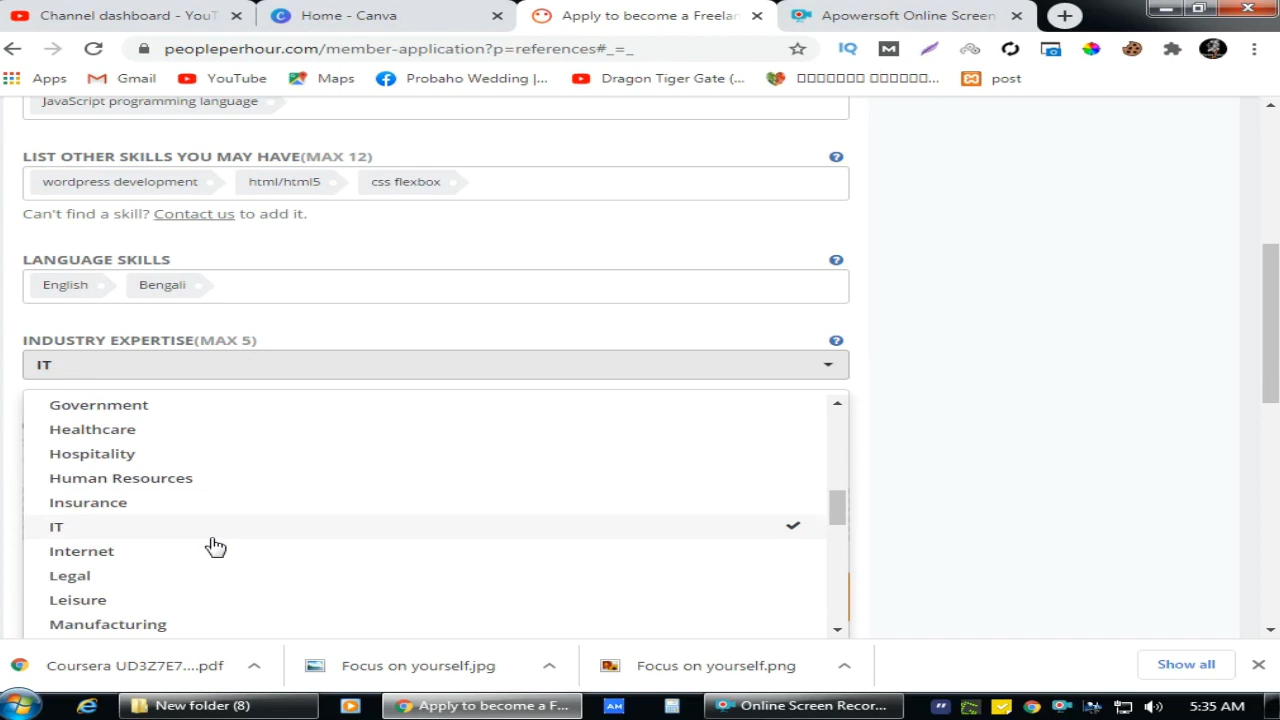 Channel dashboard - YouT
Home - Canva
Apply to become a Freelan
Apowersoft Online Screen
peopleperhour.com/member-application?p=references#_=_
IQ
M
Apps
Gmail
YouTube
Maps
Probaho Wedding |...
Dragon Tiger Gate (...
post
JavaScript programming language
LIST OTHER SKILLS YOU MAY HAVE(MAX 12)
wordpress development
html/html5
css flexbox
Can't find a skill? Contact us to add it.
LANGUAGE SKILLS
English
Bengali
INDUSTRY EXPERTISE(MAX 5)
IT
Government
Healthcare
Hospitality
Human Resources
Insurance
IT
Internet
Legal
Leisure
Manufacturing
Coursera UD3Z7E7....pdf
Focus on yourself.jpg
Focus on yourself.png
Show all
New folder (8)
Apply to become a F...
AM
Online Screen Recor...
5:35 AM